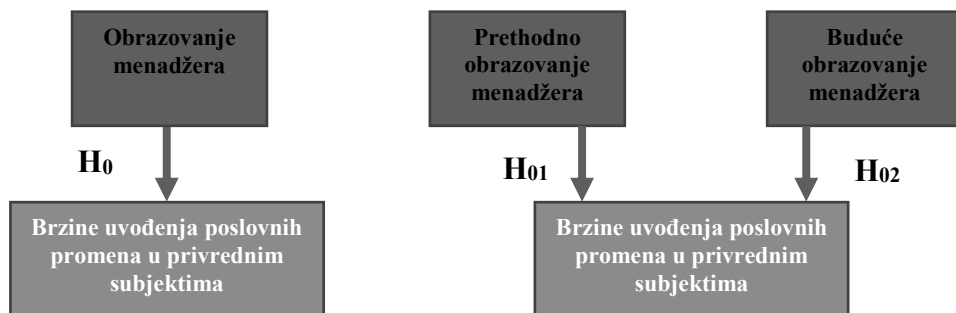 Obrazovanje
menadžera
Prethodno
obrazovanje
menadžera
Buduće
obrazovanje
menadžera
H0
H01
H02
Brzine uvođenja poslovnih
promena u privrednim
subjektima
Brzine uvođenja poslovnih
promena u privrednim
subjektima